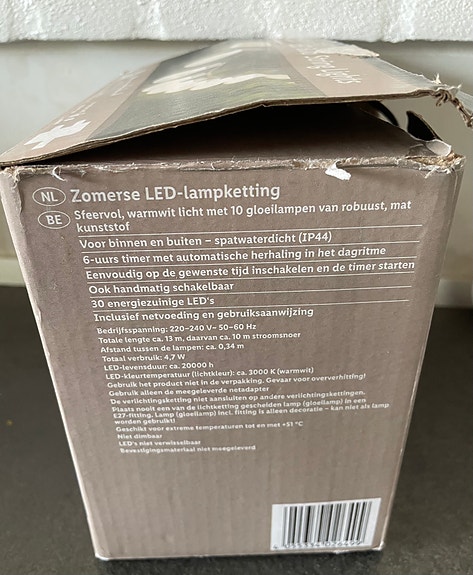 String Lights
NL Zomerse LED-lampketting
BE Sfeervol, warmwit licht met 10 gloeilampen van robuust, mat
kunststof
Voor binnen en buiten – spatwaterdicht (IP44)
6-uurs timer met automatische herhaling in het dagritme
Eenvoudig op de gewenste tijd inschakelen en de timer starten
Ook handmatig schakelbaar
30 energiezuinige LED's
Inclusief netvoeding en gebruiksaanwijzing
Bedrijfsspanning: 220–240 V~ 50–60 Hz
Totale lengte ca. 13 m, daarvan ca. 10 m stroomsnoer
Afstand tussen de lampen: ca. 0,34 m
Totaal verbruik: 4,7 W
LED-levensduur: ca. 20000 h
LED-kleurtemperatuur (lichtkleur): ca. 3000 K (warmwit)
Gebruik het product niet in de verpakking. Gevaar voor oververhitting!
Gebruik alleen de meegeleverde netadapter
De verlichtingsketting niet aansluiten op andere verlichtingskettingen.
Plaats nooit een van de lichtketting gescheiden lamp (gloeilamp) in een
E27-fitting. Lamp (gloeilamp) incl. fitting is alleen decoratie – kan niet als lamp
worden gebruikt!
Geschikt voor extreme temperaturen tot en met +51 °C
Niet dimbaar
LED's niet verwisselbaar
Bevestigingsmateriaal niet meegeleverd